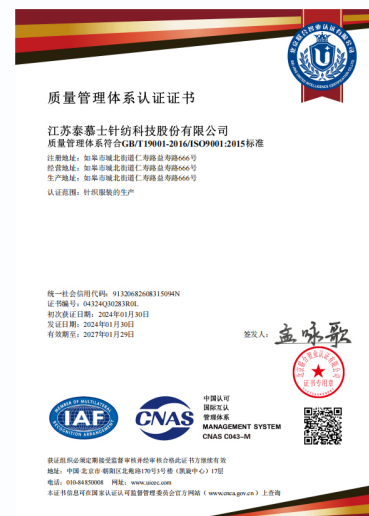 质量管理体系认证证书
江苏泰慕士针纺科技股份有限公司
质量管理体系符合GB/T19001-2016/ISO9001:2015标准
注册地址:如皋市城北街道仁寿路益寿路666号
经营地址:如皋市城北街道仁寿路益寿路666号
生产地址:如皋市城北街道仁寿路益寿路666号
认证范围:针织服装的生产
统一社会信用代码:91320682608315094N
证书编号:04324Q30283R0L
初次获证日期:2024年01月30日
发证日期:2024年01月30日
有效期至:2027年01月29日
签发人:
证书专用章
MEMBER OF MULTILATERAL
IAF
RECOGNITION ARRANGEMENT
CNAS
中国认可
国际互认
管理体系
MANAGEMENT SYSTEM
CNAS C043-M
获证组织必须定期接受监督审核并经审核合格此证书方继续有效
地址:中国·北京市·朝阳区北苑路170号3号楼(凯旋中心)17层
电话:010-84850008 网址:www.uicec.com
本证书信息可在国家认证认可监督管理委员会官方网站(www.cnca.gov.cn)上查询